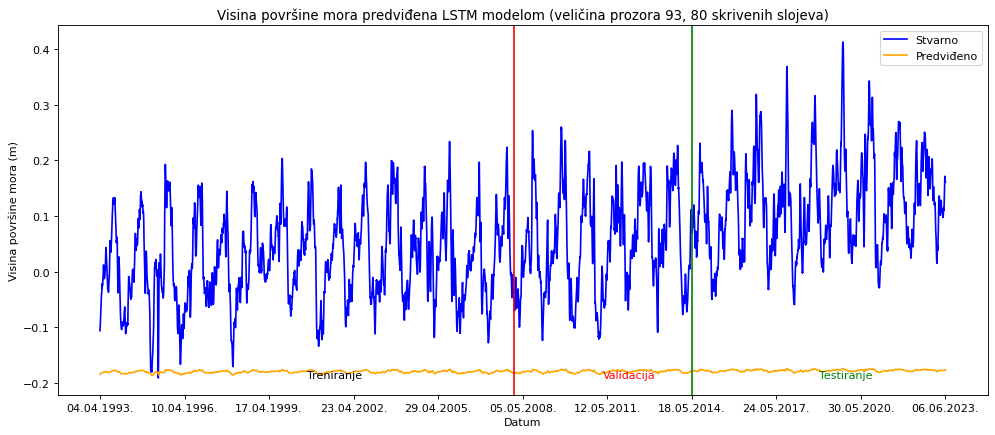 Visina površine mora predviđena LSTM modelom (veličina prozora 93, 80 skrivenih slojeva)
Stvarno
Predviđeno
Visina površine mora (m)
0.4
0.3
0.2
0.1
0.0
−0.1
−0.2
Treniranje
Validacija
Testiranje
04.04.1993.
10.04.1996.
17.04.1999.
23.04.2002.
29.04.2005.
05.05.2008.
12.05.2011.
18.05.2014.
24.05.2017.
30.05.2020.
06.06.2023.
Datum